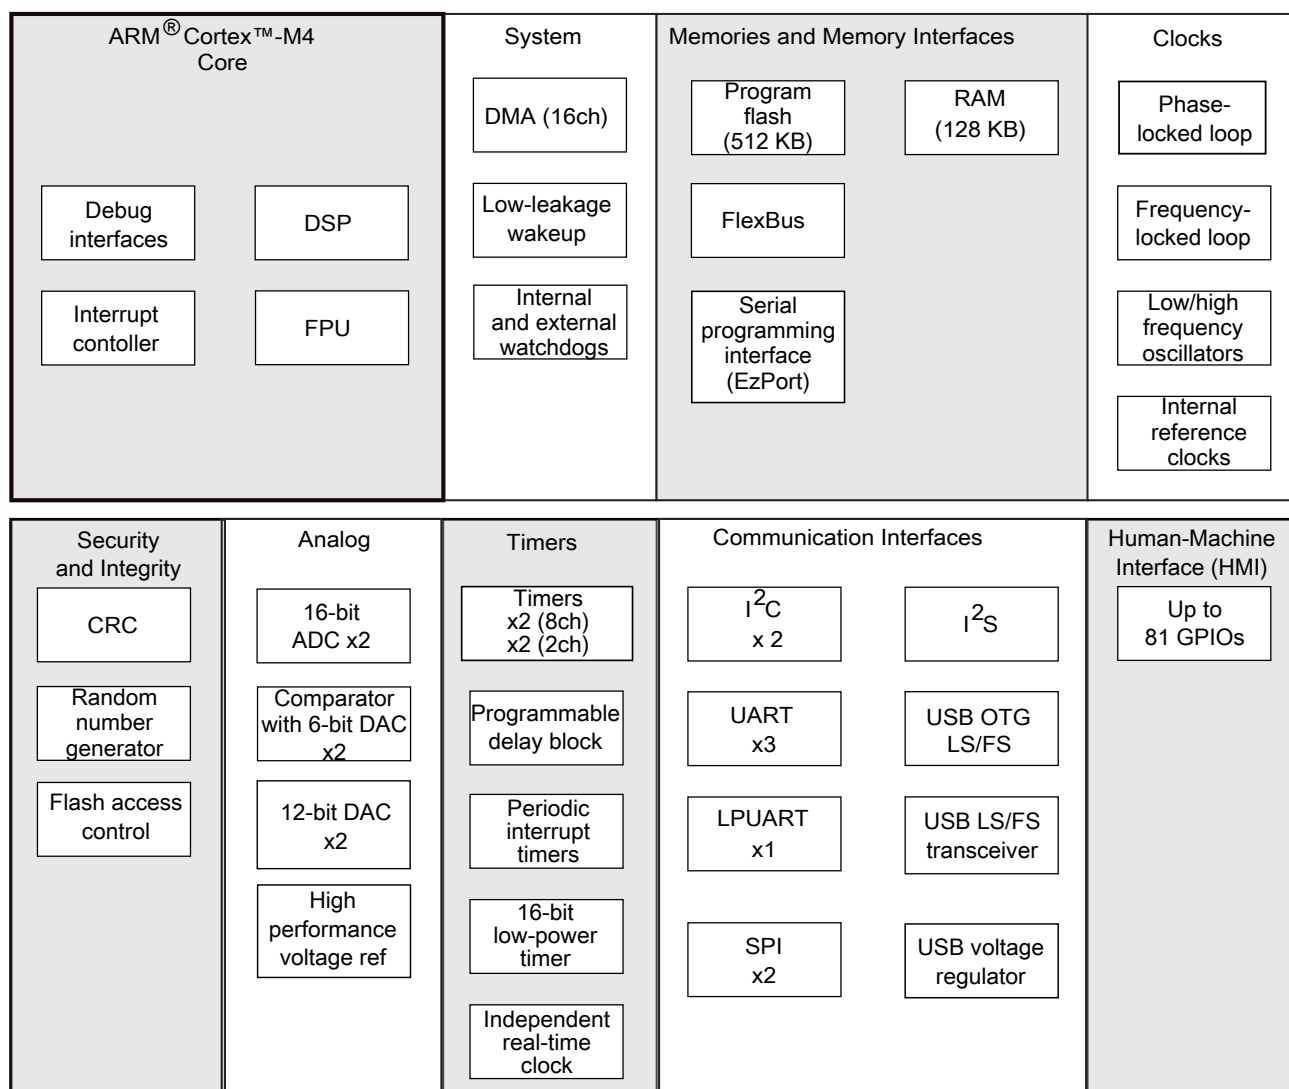 ARM®Cortex™-M4
Core
Debug
interfaces
DSP
Interrupt
contoller
FPU
System
DMA (16ch)
Low-leakage
wakeup
Internal
and external
watchdogs
Memories and Memory Interfaces
Program
flash
(512 KB)
RAM
(128 KB)
FlexBus
Serial
programming
interface
(EzPort)
Clocks
Phase-
locked loop
Frequency-
locked loop
Low/high
frequency
oscillators
Internal
reference
clocks
Security
and Integrity
CRC
Random
number
generator
Flash access
control
Analog
16-bit
ADC x2
Comparator
with 6-bit DAC
x2
12-bit DAC
x2
High
performance
voltage ref
Timers
Timers
x2 (8ch)
x2 (2ch)
Programmable
delay block
Periodic
interrupt
timers
16-bit
low-power
timer
Independent
real-time
clock
Communication Interfaces
I²C
x 2
I²S
UART
x3
USB OTG
LS/FS
LPUART
x1
USB LS/FS
transceiver
SPI
x2
USB voltage
regulator
Human-Machine
Interface (HMI)
Up to
81 GPIOs